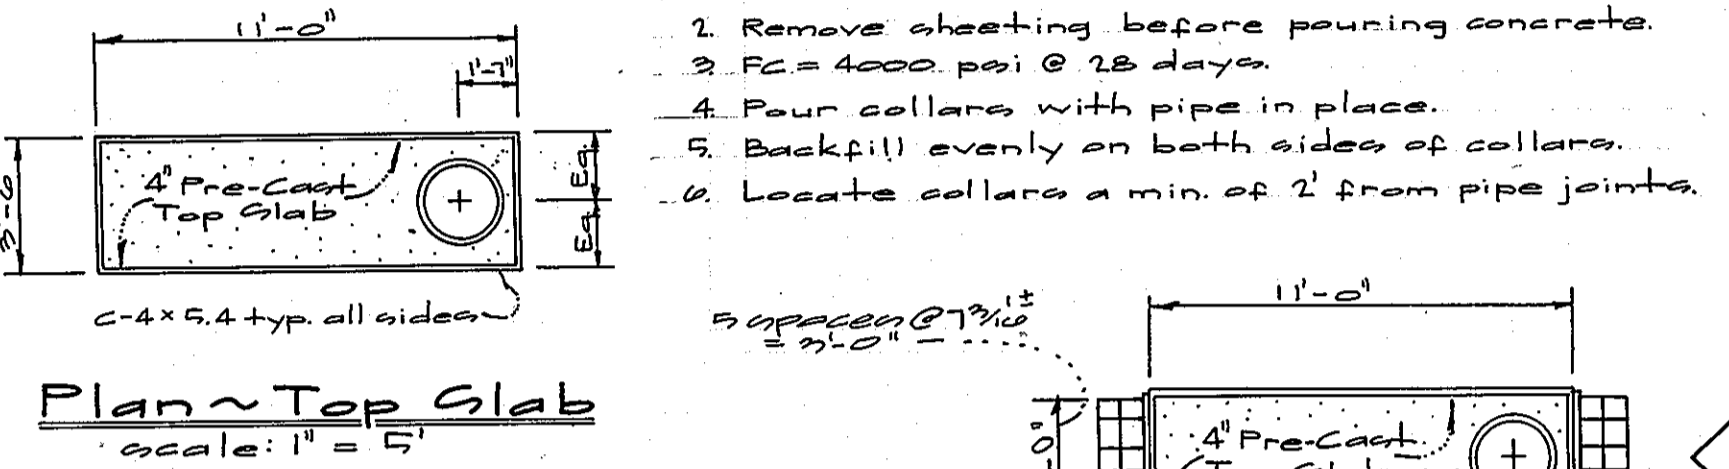 11'-0"
1'-7"
3'-6
Eq.
Eq.
4" Pre-Cast
Top Slab
C-4 x 5.4 typ. all sides
Plan ~ Top Slab
scale: 1" = 5'
2. Remove sheeting before pouring concrete.
3. FC = 4000 psi @ 28 days.
4. Pour collars with pipe in place.
5. Backfill evenly on both sides of collars.
6. Locate collars a min. of 2' from pipe joints.
5 spaces @ 7 3/16 ±
= 3'-0"
11'-0"
4" Pre-Cast